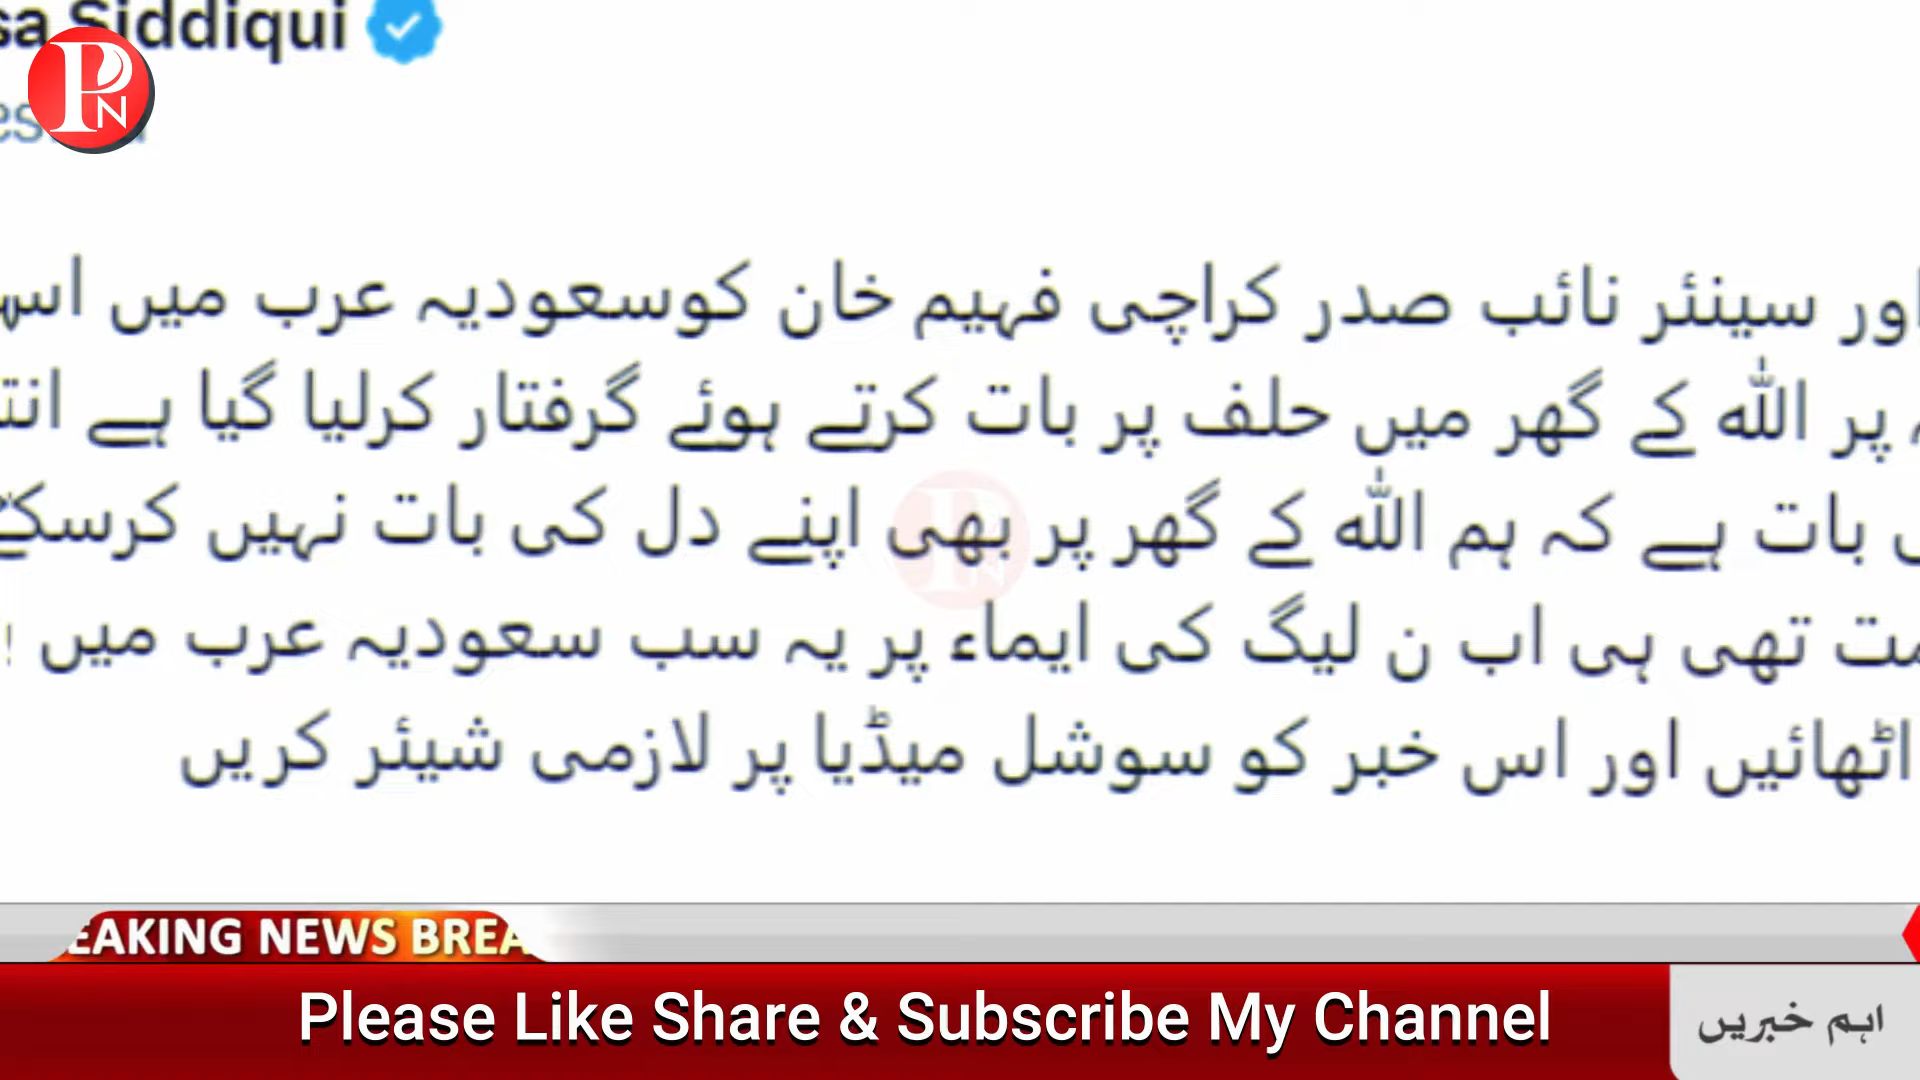 Siddiqui
اور سینئر نائب صدر کراچی فہیم خان کوسعودیہ عرب میں اس
پر اللہ کے گھر میں حلف پر بات کرتے ہوئے گرفتار کرلیا گیا ہے
بات ہے کہ ہم اللہ کے گھر پر بھی اپنے دل کی بات نہیں کرسکتے
تھی ہی اب ن لیگ کی ایماء پر یہ سب سعودیہ عرب میں
اٹھائیں اور اس خبر کو سوشل میڈیا پر لازمی شیئر کریں
EAKING NEWS BREA
Please Like Share & Subscribe My Channel
اہم خبریں
PN